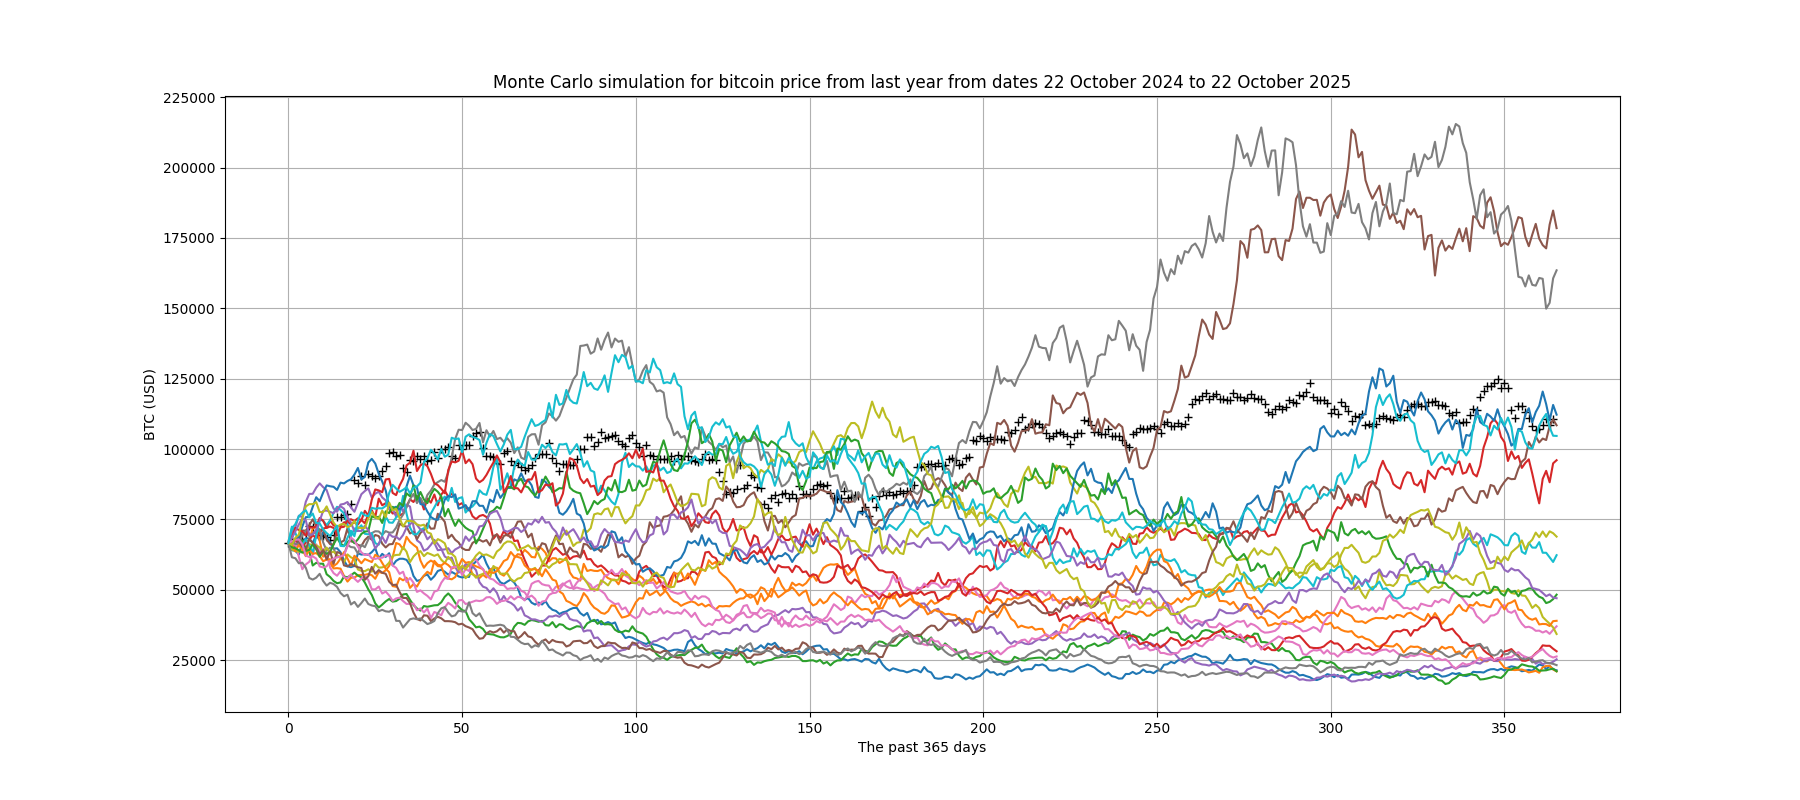 Monte Carlo simulation for bitcoin price from last year from dates 22 October 2024 to 22 October 2025
225000
200000
175000
150000
125000
100000
75000
50000
25000
BTC (USD)
0 50 100 150 200 250 300 350
The past 365 days